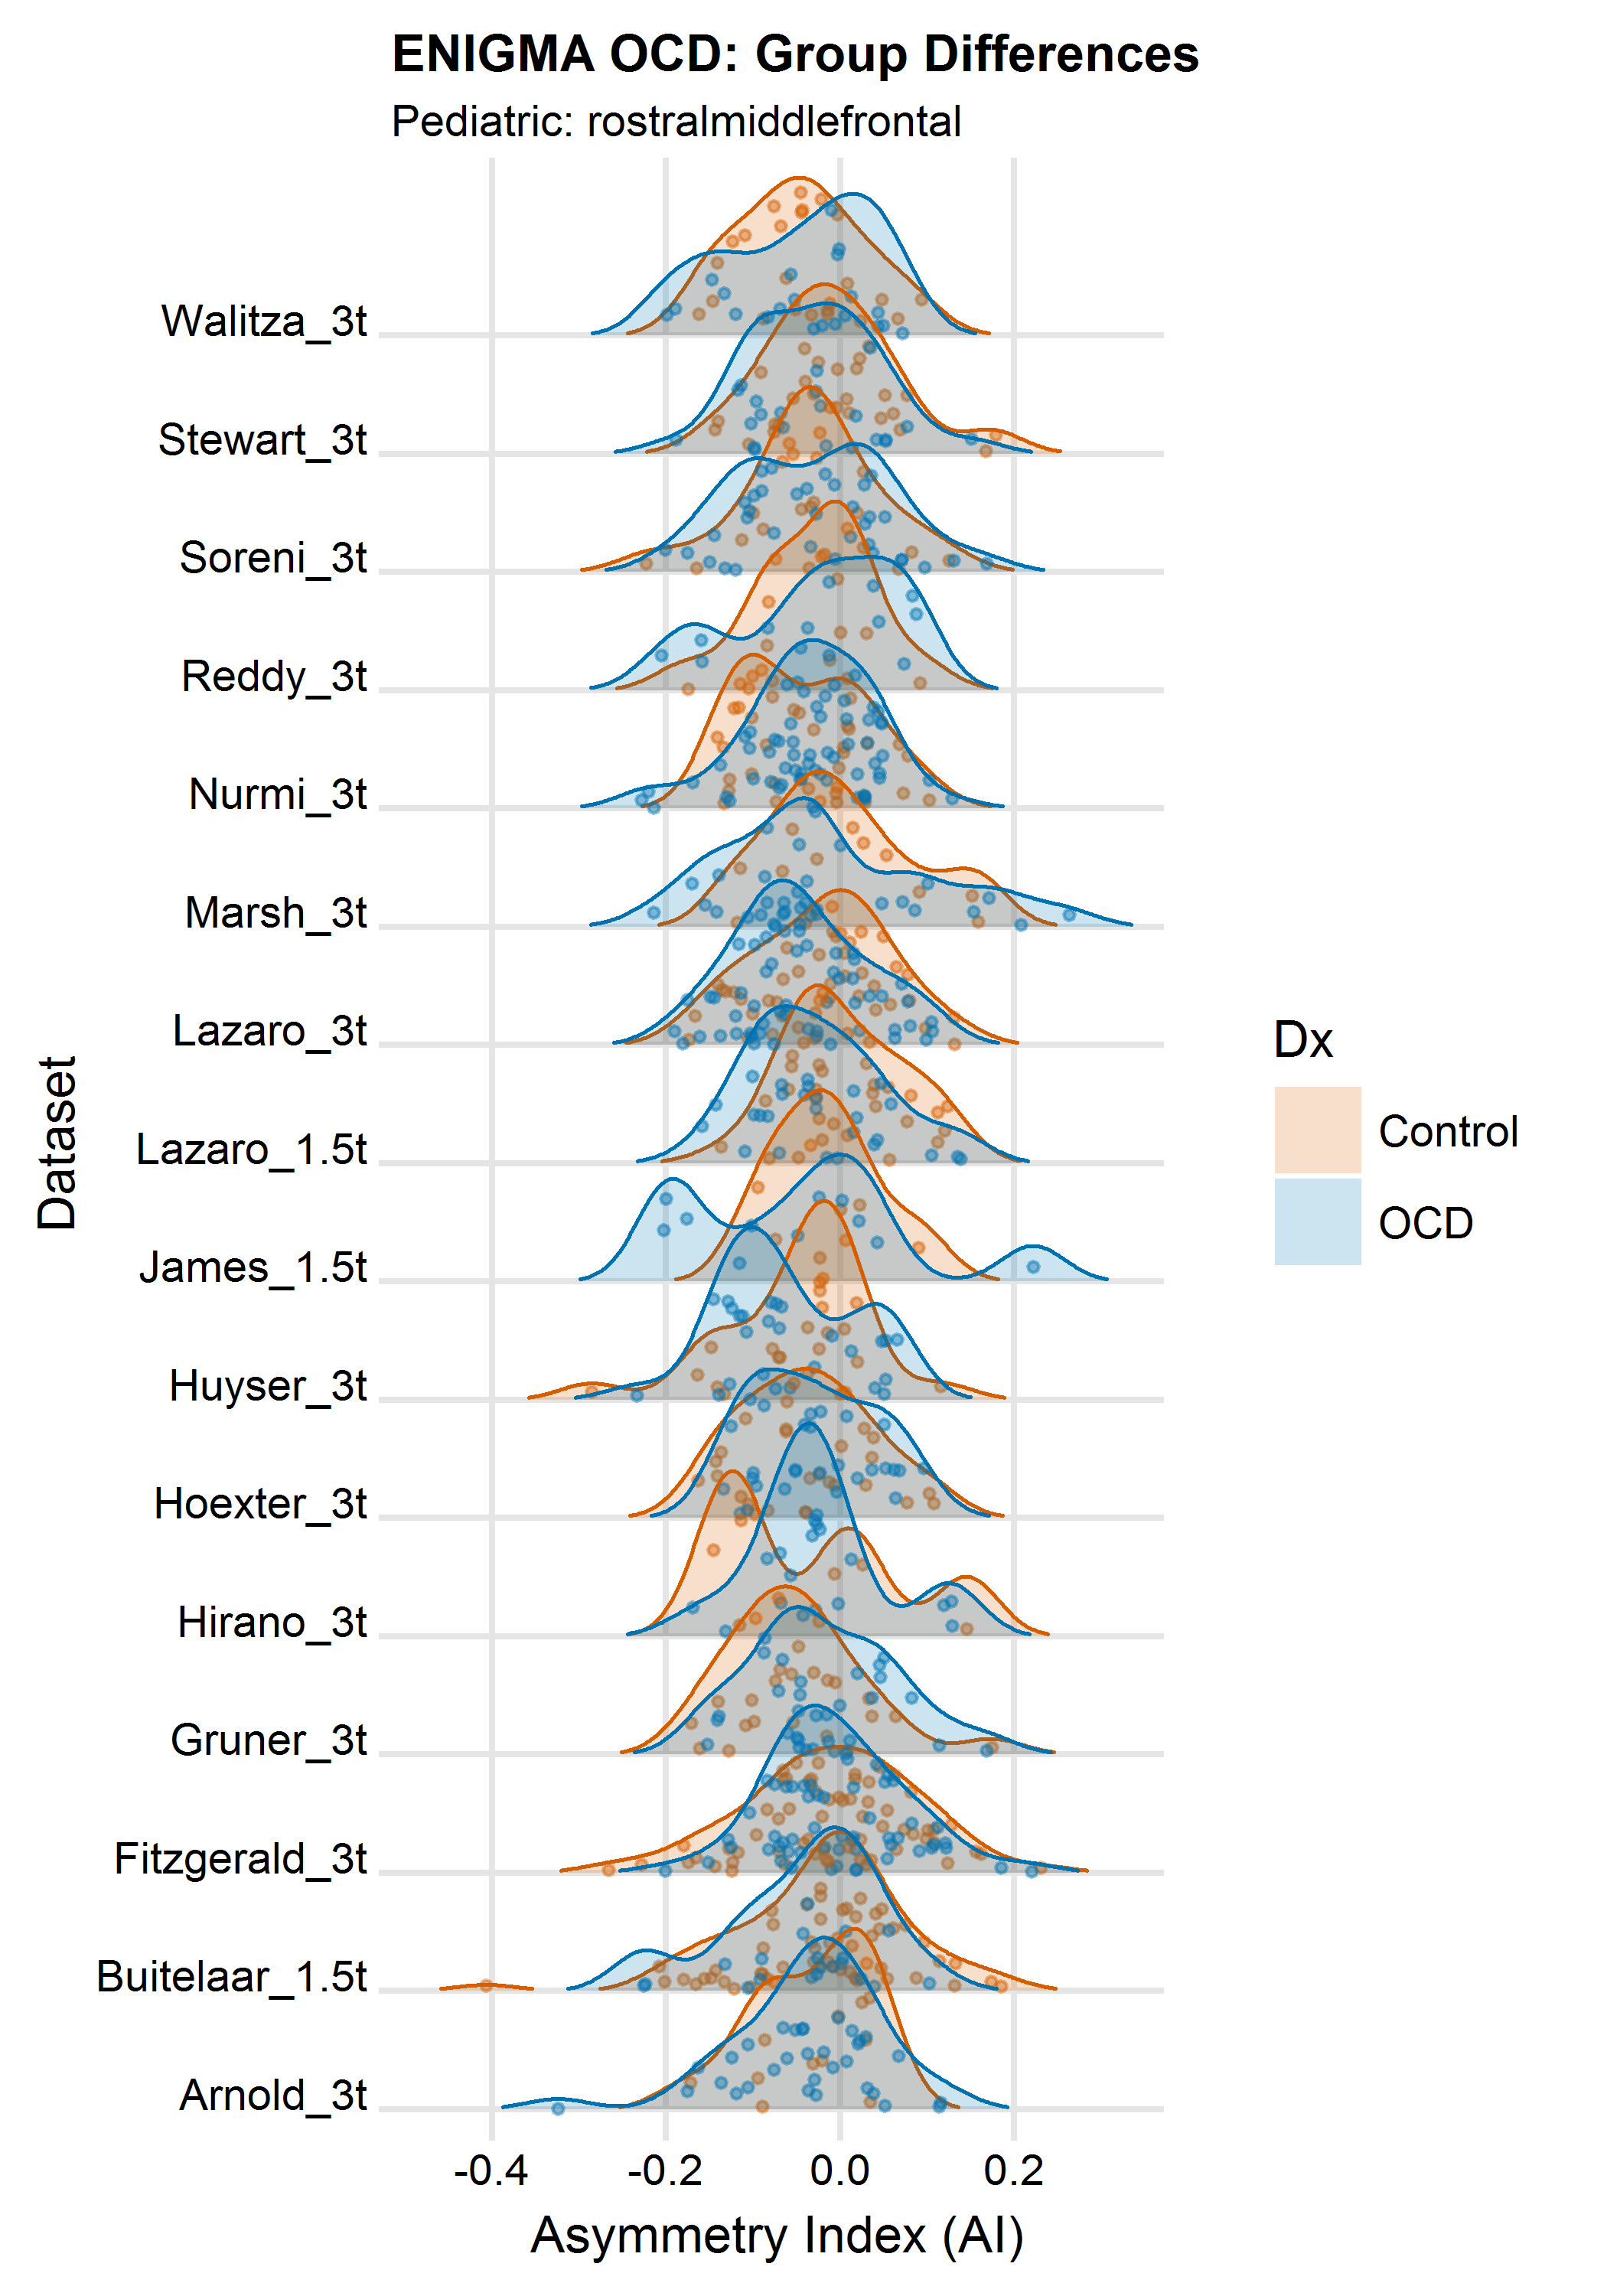 ENIGMA OCD: Group Differences
Pediatric: rostralmiddlefrontal
Walitza_3t
Stewart_3t
Soreni_3t
Reddy_3t
Nurmi_3t
Marsh_3t
Lazaro_3t
Lazaro_1.5t
James_1.5t
Huyser_3t
Hoexter_3t
Hirano_3t
Gruner_3t
Fitzgerald_3t
Buitelaar_1.5t
Arnold_3t
Dataset
-0.4 -0.2 0.0 0.2
Asymmetry Index (AI)
Dx
Control
OCD